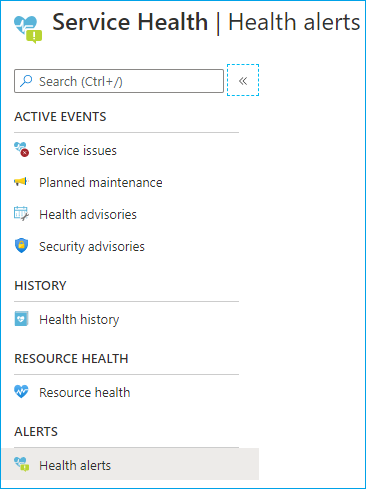 Service Health | Health alerts
Search (Ctrl+/)
«
ACTIVE EVENTS
Service issues
Planned maintenance
Health advisories
Security advisories
HISTORY
Health history
RESOURCE HEALTH
Resource health
ALERTS
Health alerts